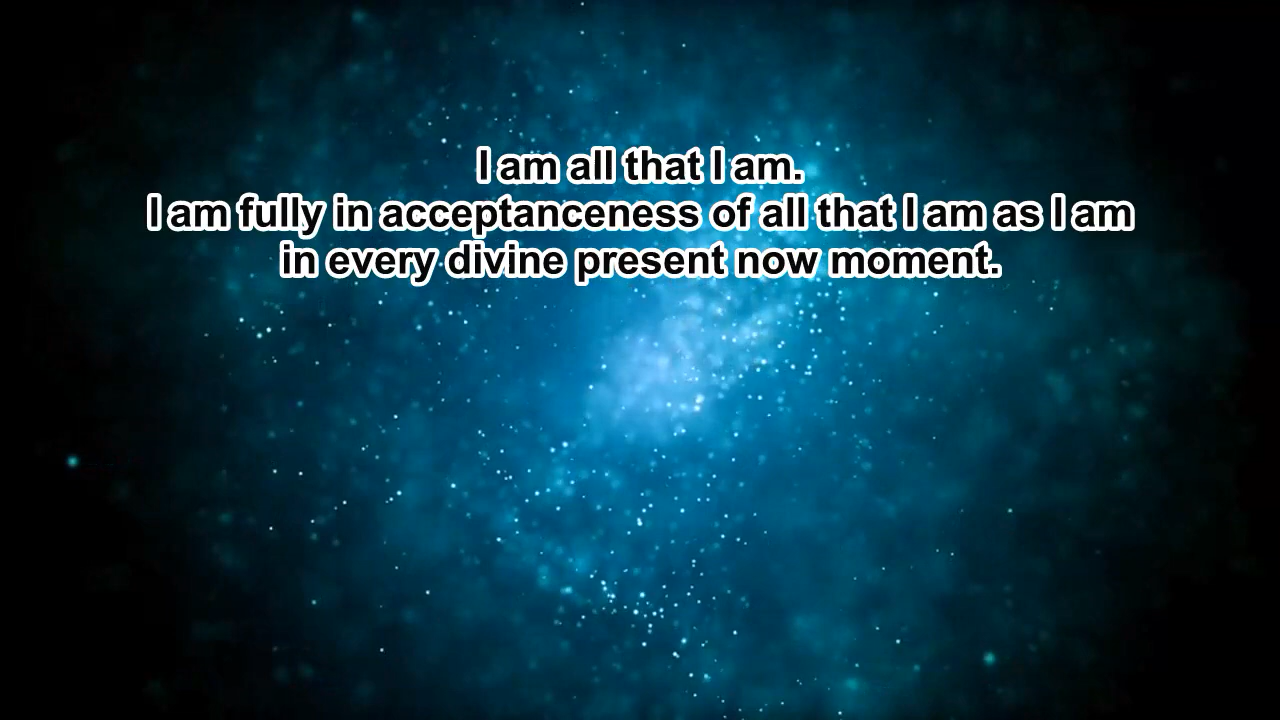 I am all that I am.
I am fully in acceptanceness of all that I am as I am
in every divine present now moment.